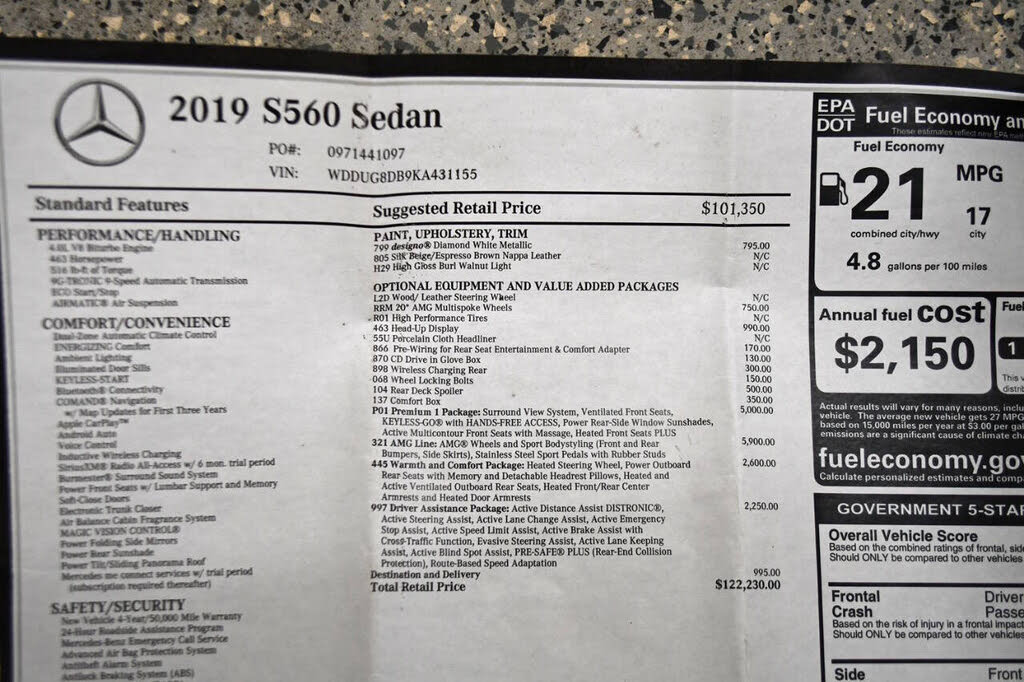 2019 S560 Sedan
PO#: 0971441097
VIN: WDDUG8DB9KA431155
Standard Features
PERFORMANCE/HANDLING
4.0L V8 Biturbo Engine
463 Horsepower
516 lb-ft of Torque
9G-TRONIC 9-Speed Automatic Transmission
ECO Start/Stop
AIRMATIC® Air Suspension
COMFORT/CONVENIENCE
Dual-Zone Automatic Climate Control
ENERGIZING Comfort
Ambient Lighting
Illuminated Door Sills
KEYLESS-START
Bluetooth® Connectivity
COMAND® Navigation
w/ Map Updates for First Three Years
Apple CarPlay™
Android Auto
Voice Control
Inductive Wireless Charging
SiriusXM® Radio All-Access w/ 6 mon. trial period
Burmester® Surround Sound System
Power Front Seats w/ Lumbar Support and Memory
Soft-Close Doors
Electronic Trunk Closer
Air Balance Cabin Fragrance System
MAGIC VISION CONTROL®
Power Folding Side Mirrors
Power Rear Sunshade
Power Tilt/Sliding Panorama Roof
Mercedes me connect services w/ trial period
(subscription required thereafter)
SAFETY/SECURITY
New Vehicle 4-Year/50,000 Mile Warranty
24-Hour Roadside Assistance Program
Mercedes-Benz Emergency Call Service
Advanced Air Bag Protection System
Antitheft Alarm System
Antilock Braking System (ABS)
Suggested Retail Price $101,350
PAINT, UPHOLSTERY, TRIM
799 designo® Diamond White Metallic 795.00
805 Silk Beige/Espresso Brown Nappa Leather N/C
H29 High Gloss Burl Walnut Light N/C
OPTIONAL EQUIPMENT AND VALUE ADDED PACKAGES
L2D Wood/ Leather Steering Wheel N/C
RRM 20" AMG Multispoke Wheels 750.00
R01 High Performance Tires N/C
463 Head-Up Display 990.00
55U Porcelain Cloth Headliner N/C
866 Pre-Wiring for Rear Seat Entertainment & Comfort Adapter 170.00
870 CD Drive in Glove Box 130.00
898 Wireless Charging Rear 300.00
068 Wheel Locking Bolts 150.00
104 Rear Deck Spoiler 500.00
137 Comfort Box 350.00
P01 Premium 1 Package: Surround View System, Ventilated Front Seats, 5,000.00
KEYLESS-GO® with HANDS-FREE ACCESS, Power Rear-Side Window Sunshades,
Active Multicontour Front Seats with Massage, Heated Front Seats PLUS
321 AMG Line: AMG® Wheels and Sport Bodystyling (Front and Rear 5,900.00
Bumpers, Side Skirts), Stainless Steel Sport Pedals with Rubber Studs
445 Warmth and Comfort Package: Heated Steering Wheel, Power Outboard 2,600.00
Rear Seats with Memory and Detachable Headrest Pillows, Heated and
Active Ventilated Outboard Rear Seats, Heated Front/Rear Center
Armrests and Heated Door Armrests
997 Driver Assistance Package: Active Distance Assist DISTRONIC®, 2,250.00
Active Steering Assist, Active Lane Change Assist, Active Emergency
Stop Assist, Active Speed Limit Assist, Active Brake Assist with
Cross-Traffic Function, Evasive Steering Assist, Active Lane Keeping
Assist, Active Blind Spot Assist, PRE-SAFE® PLUS (Rear-End Collision
Protection), Route-Based Speed Adaptation
Destination and Delivery 995.00
Total Retail Price $122,230.00
EPA
DOT
Fuel Economy an
These estimates reflect new EPA
Fuel Economy
21 MPG
17
combined city/hwy city
4.8 gallons per 100 miles
Annual fuel cost
$2,150
Fuel
1
This v
distrib
Actual results will vary for many reasons, inclu
vehicle. The average new vehicle gets 27 MPG
based on 15,000 miles per year at $3.00 per gal
emissions are a significant cause of climate ch
fueleconomy.gov
Calculate personalized estimates and comp
GOVERNMENT 5-STAR
Overall Vehicle Score
Based on the combined ratings of frontal, side
Should ONLY be compared to other vehicles
Frontal Driver
Crash Passe
Based on the risk of injury in a frontal impact
Should ONLY be compared to other vehicles
Side Front